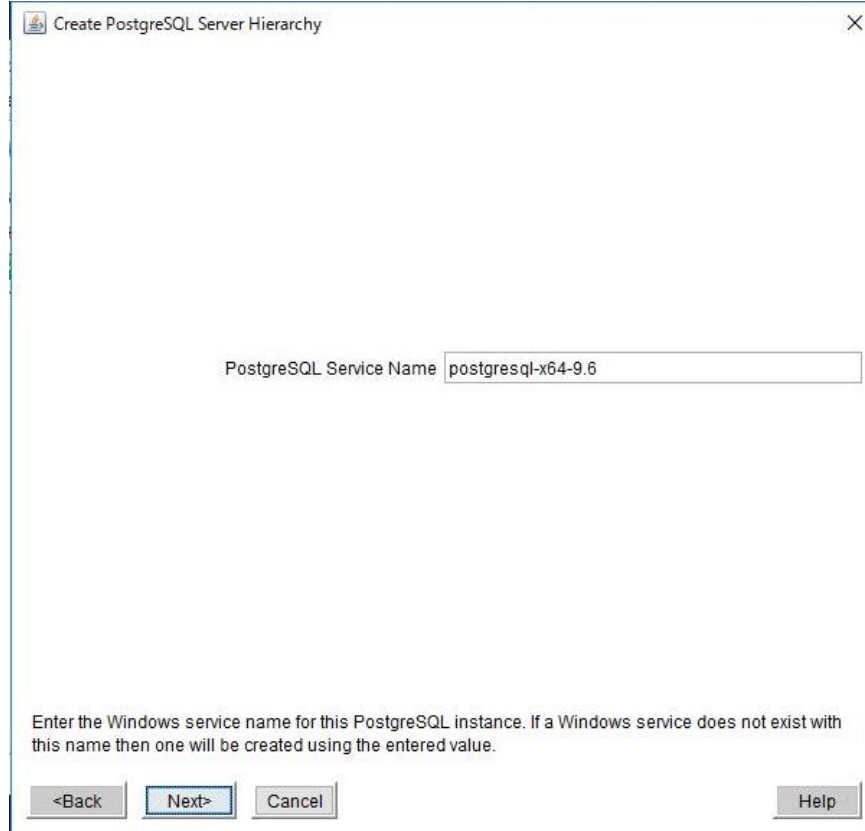 Create PostgreSQL Server Hierarchy
PostgreSQL Service Name postgresql-x64-9.6
Enter the Windows service name for this PostgreSQL instance. If a Windows service does not exist with
this name then one will be created using the entered value.
<Back Next> Cancel Help